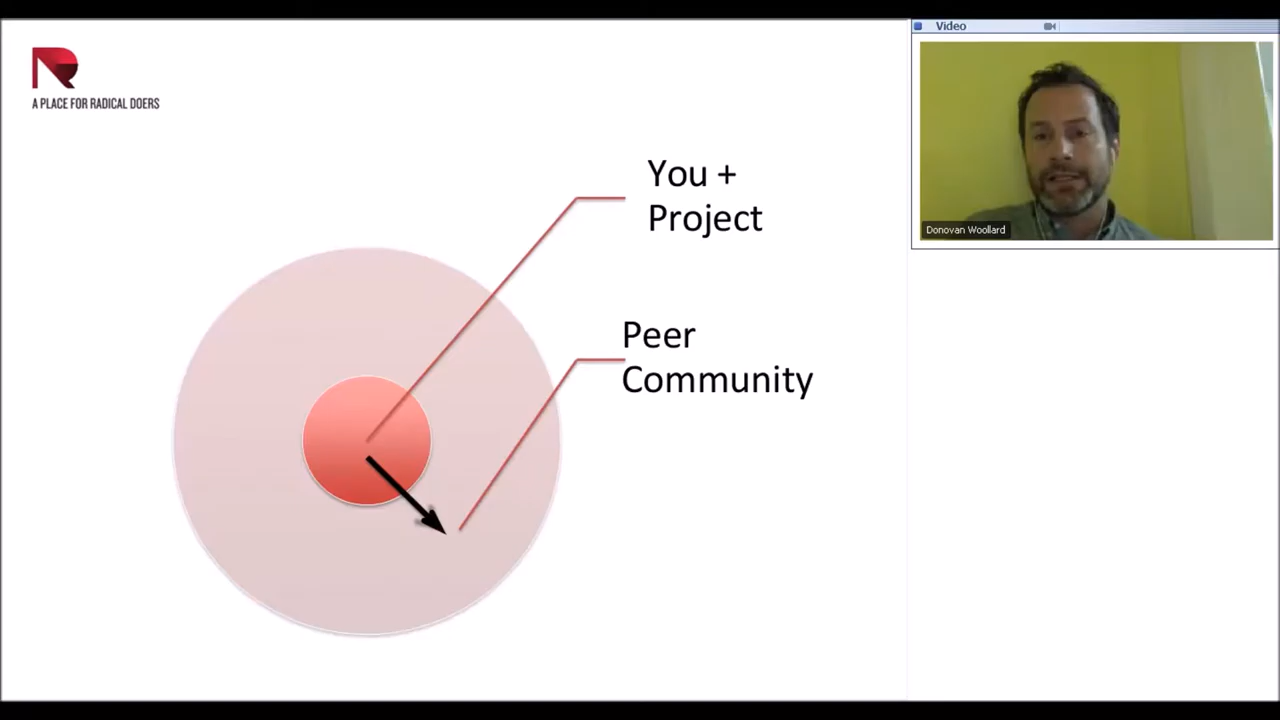 A PLACE FOR RADICAL DOERS
You +
Project
Peer
Community
Video
Donovan Woollard